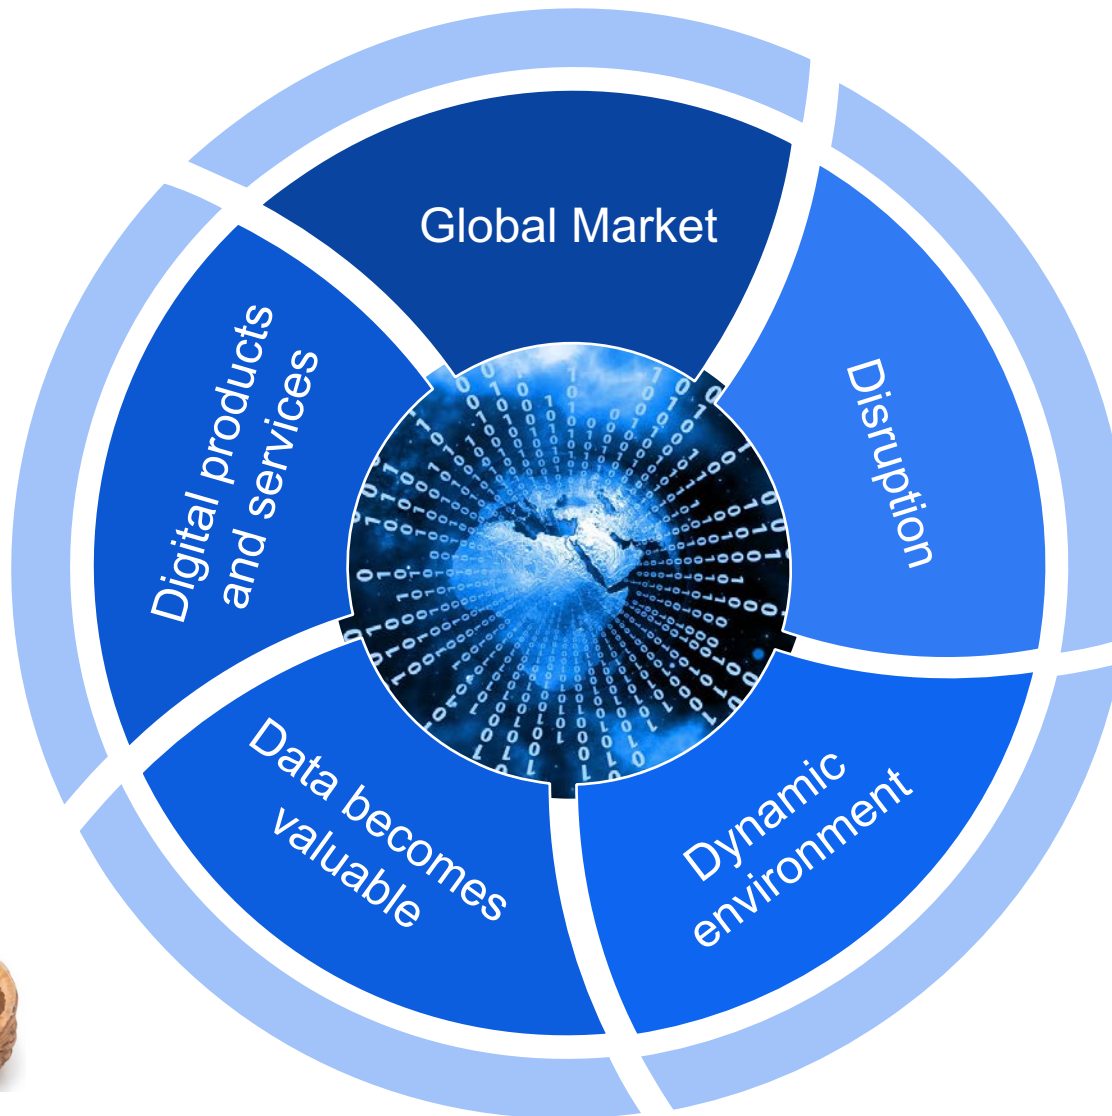 Global Market
Disruption
Dynamic
environment
Data becomes
valuable
Digital products
and services